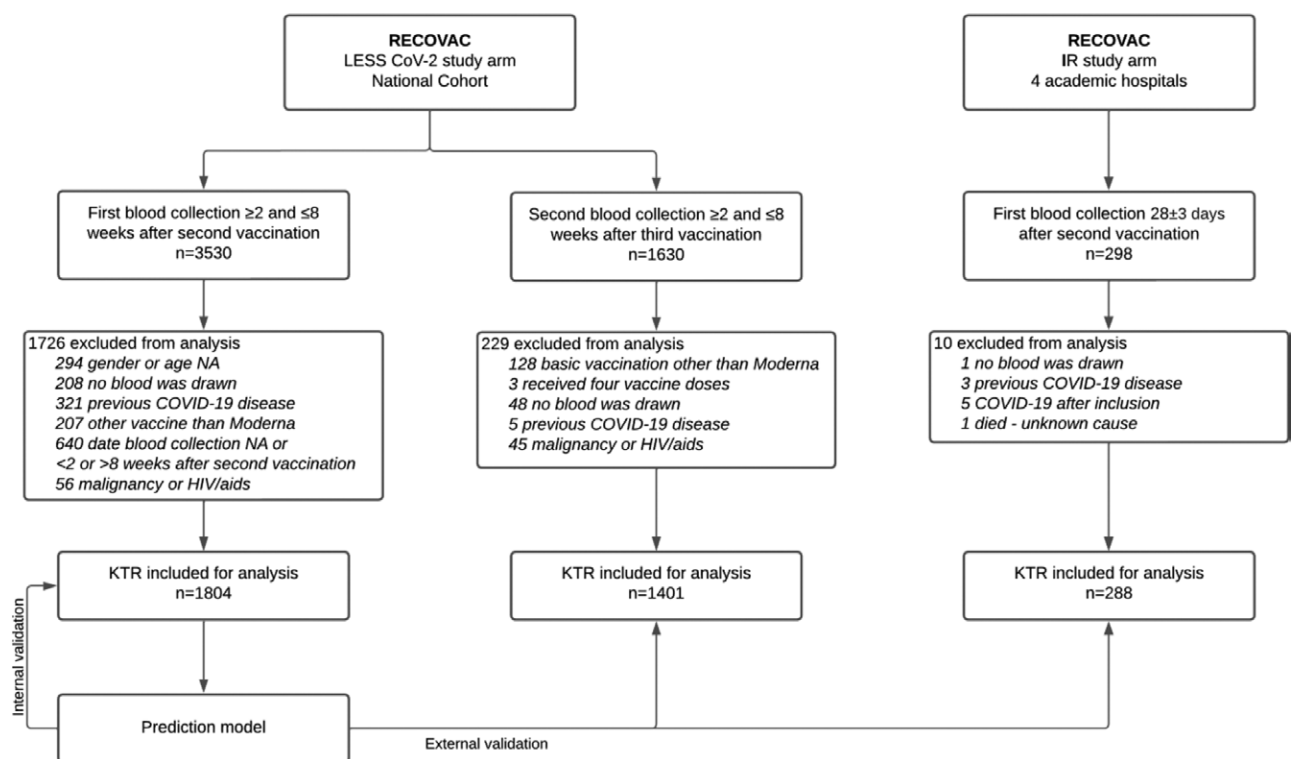 RECOVAC
LESS CoV-2 study arm
National Cohort
RECOVAC
IR study arm
4 academic hospitals
First blood collection ≥2 and ≤8
weeks after second vaccination
n=3530
Second blood collection ≥2 and ≤8
weeks after third vaccination
n=1630
First blood collection 28±3 days
after second vaccination
n=298
1726 excluded from analysis
294 gender or age NA
208 no blood was drawn
321 previous COVID-19 disease
207 other vaccine than Moderna
640 date blood collection NA or
<2 or >8 weeks after second vaccination
56 malignancy or HIV/aids
229 excluded from analysis
128 basic vaccination other than Moderna
3 received four vaccine doses
48 no blood was drawn
5 previous COVID-19 disease
45 malignancy or HIV/aids
10 excluded from analysis
1 no blood was drawn
3 previous COVID-19 disease
5 COVID-19 after inclusion
1 died - unknown cause
KTR included for analysis
n=1804
KTR included for analysis
n=1401
KTR included for analysis
n=288
Internal validation
Prediction model
External validation